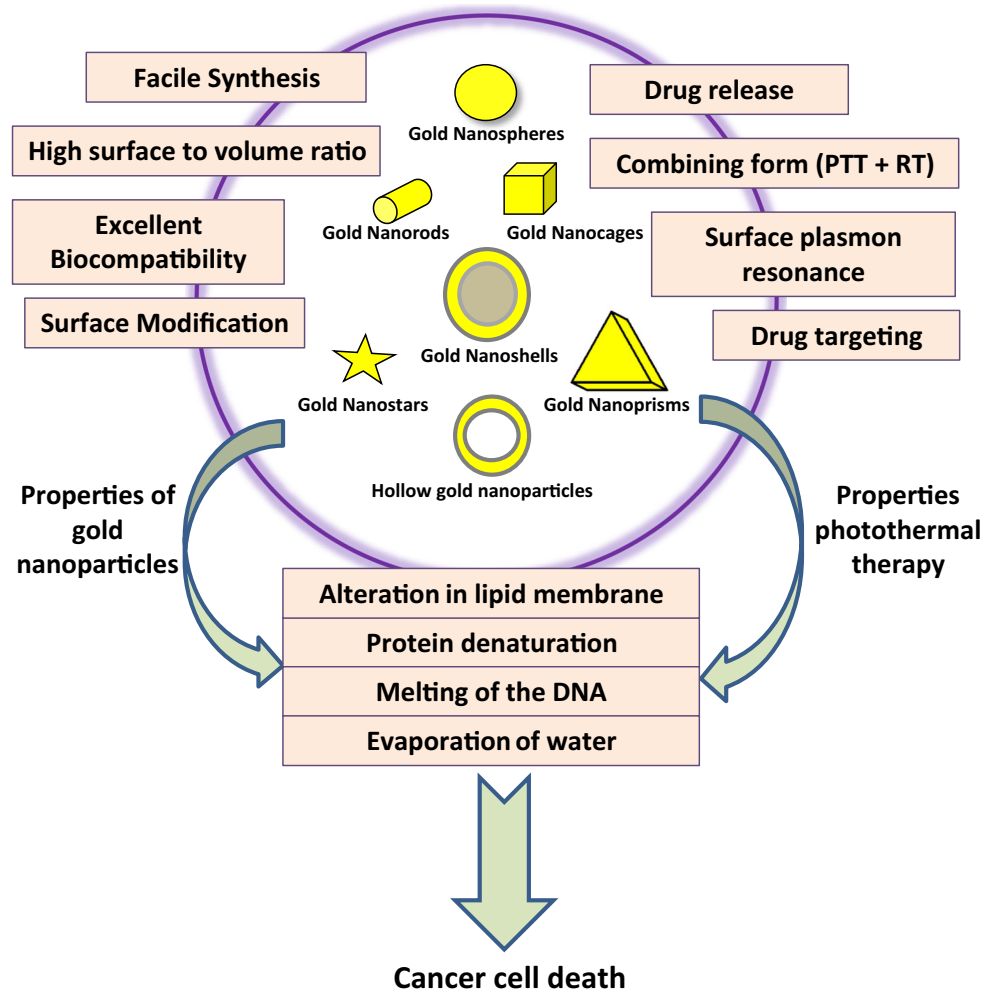 Facile Synthesis
High surface to volume ratio
Excellent
Biocompatibility
Surface Modification
Gold Nanospheres
Gold Nanorods
Gold Nanocages
Gold Nanoshells
Gold Nanostars
Gold Nanoprisms
Hollow gold nanoparticles
Drug release
Combining form (PTT + RT)
Surface plasmon
resonance
Drug targeting
Properties of
gold
nanoparticles
Properties
photothermal
therapy
Alteration in lipid membrane
Protein denaturation
Melting of the DNA
Evaporation of water
Cancer cell death